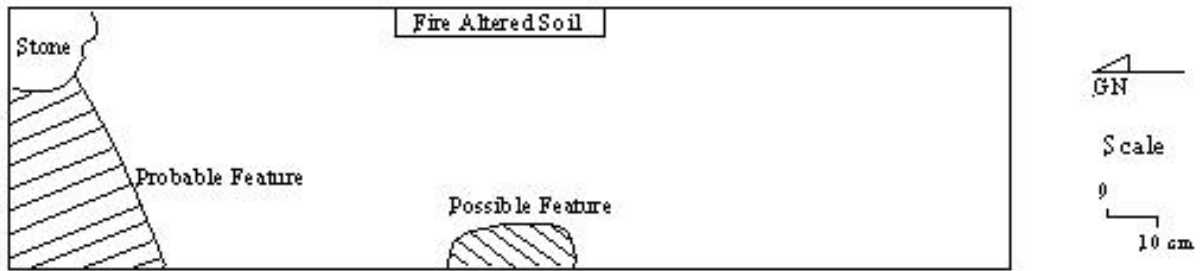 Fire Altered Soil
Stone
GN
Scale
Probable Feature
0
Possible Feature
10 cm